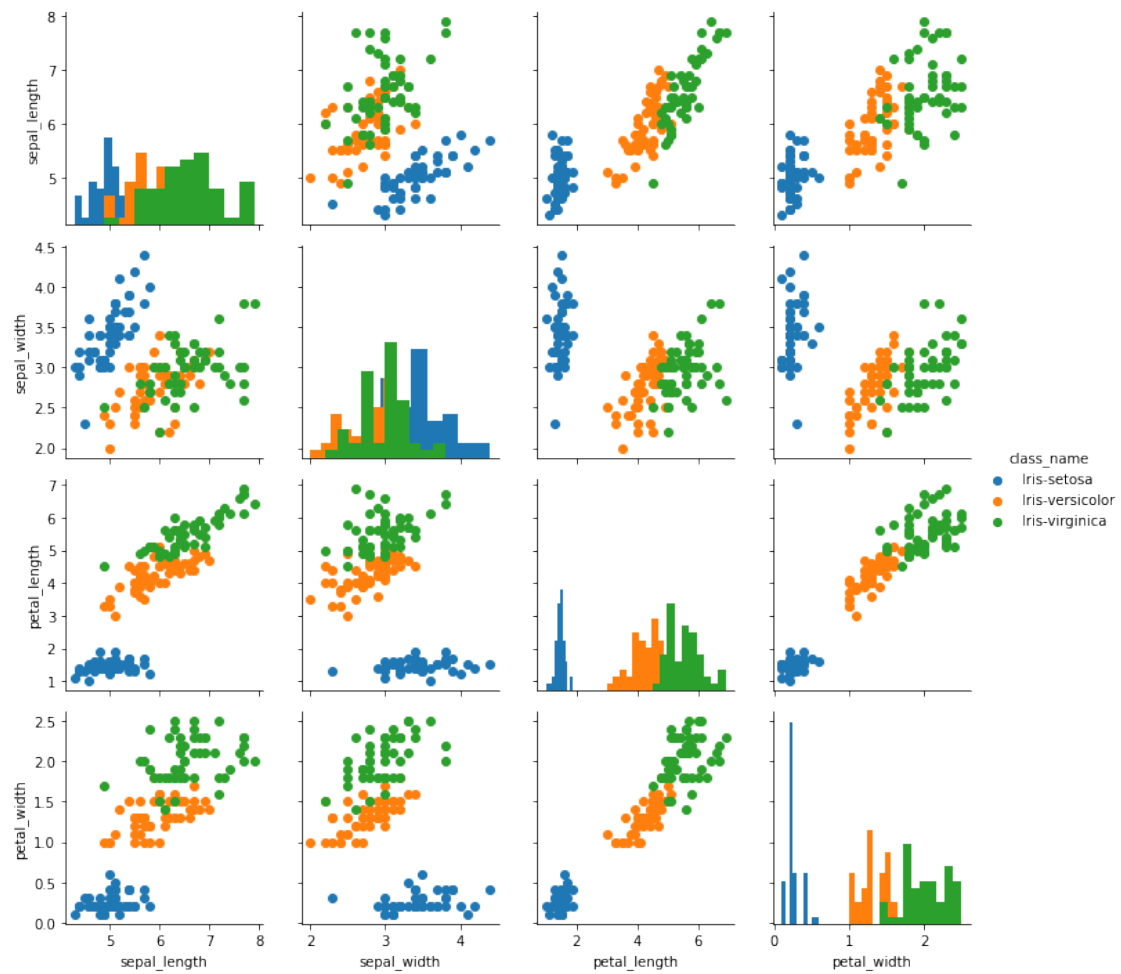 8
7
6
5
sepal_length
4.5
4.0
3.5
3.0
2.5
2.0
sepal_width
class_name
Iris-setosa
Iris-versicolor
Iris-virginica
7
6
5
4
3
2
1
petal_length
2.5
2.0
1.5
1.0
0.5
0.0
petal_width
5 6 7 8
sepal_length
2 3 4
sepal_width
2 4 6
petal_length
0 1 2
petal_width